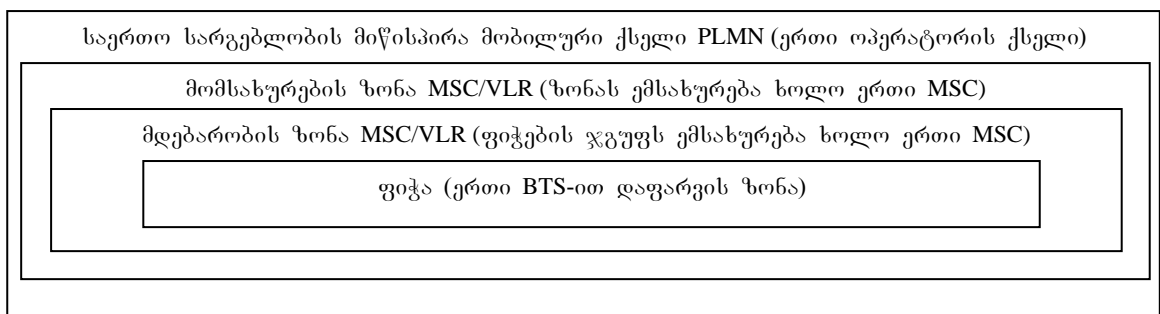 საერთო სარგებლობის მიწისპირა მობილური ქსელი PLMN (ერთი ოპერატორის ქსელი)
მომსახურების ზონა MSC/VLR (ზონას ემსახურება ხოლო ერთი MSC)
მდებარობის ზონა MSC/VLR (ფიჭების ჯგუფს ემსახურება ხოლო ერთი MSC)
ფიჭა (ერთი BTS-ით დაფარვის ზონა)